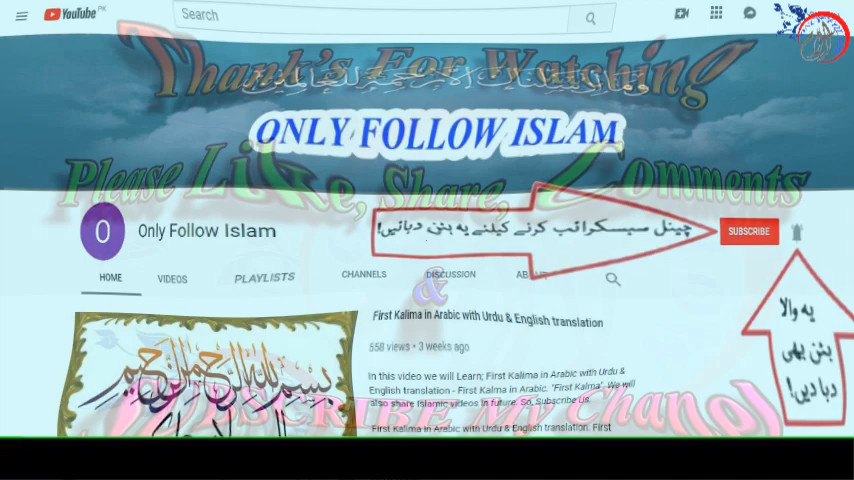 YouTube PK
Search
Thank's For Watching
ONLY FOLLOW ISLAM
Please Like, Share, Comments
Only Follow Islam
چینل سبسکرائب کرنے کیلئے یہ بٹن دبائیں!
SUBSCRIBE
HOME VIDEOS PLAYLISTS CHANNELS DISCUSSION
&
یہ والا
بٹن بھی
دبا دیں!
First Kalima in Arabic with Urdu & English translation
558 views • 3 weeks ago
In this video we will Learn; First Kalima in Arabic with Urdu &
English translation - First Kalma in Arabic. "First Kalma". We will
also share Islamic videos in future. So, Subscribe Us.
First Kalima in Arabic with Urdu & English translation. First
بسم الله الرحمن الرحيم
SUBSCRIBE My Chanol